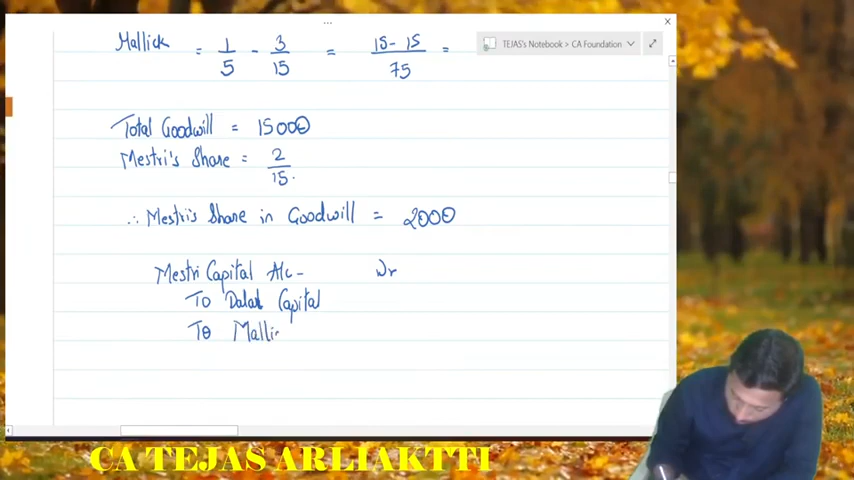 TEJAS's Notebook > CA Foundation
Mallick = 1/5 - 3/15 = 15-15/75 =
Total Goodwill = 15000
Mestri's Share = 2/15.
∴ Mestri's Share in Goodwill = 2000
Mestri Capital A/c - Dr
To Dalal Capital
To Malli
CA TEJAS ARLIAKTTI